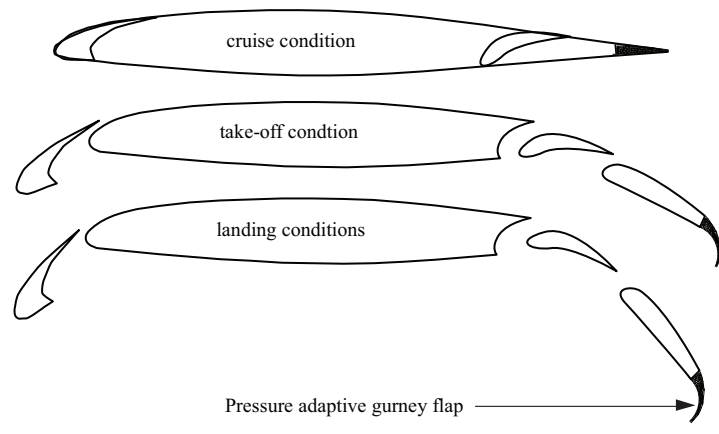 cruise condition
take-off condtion
landing conditions
Pressure adaptive gurney flap